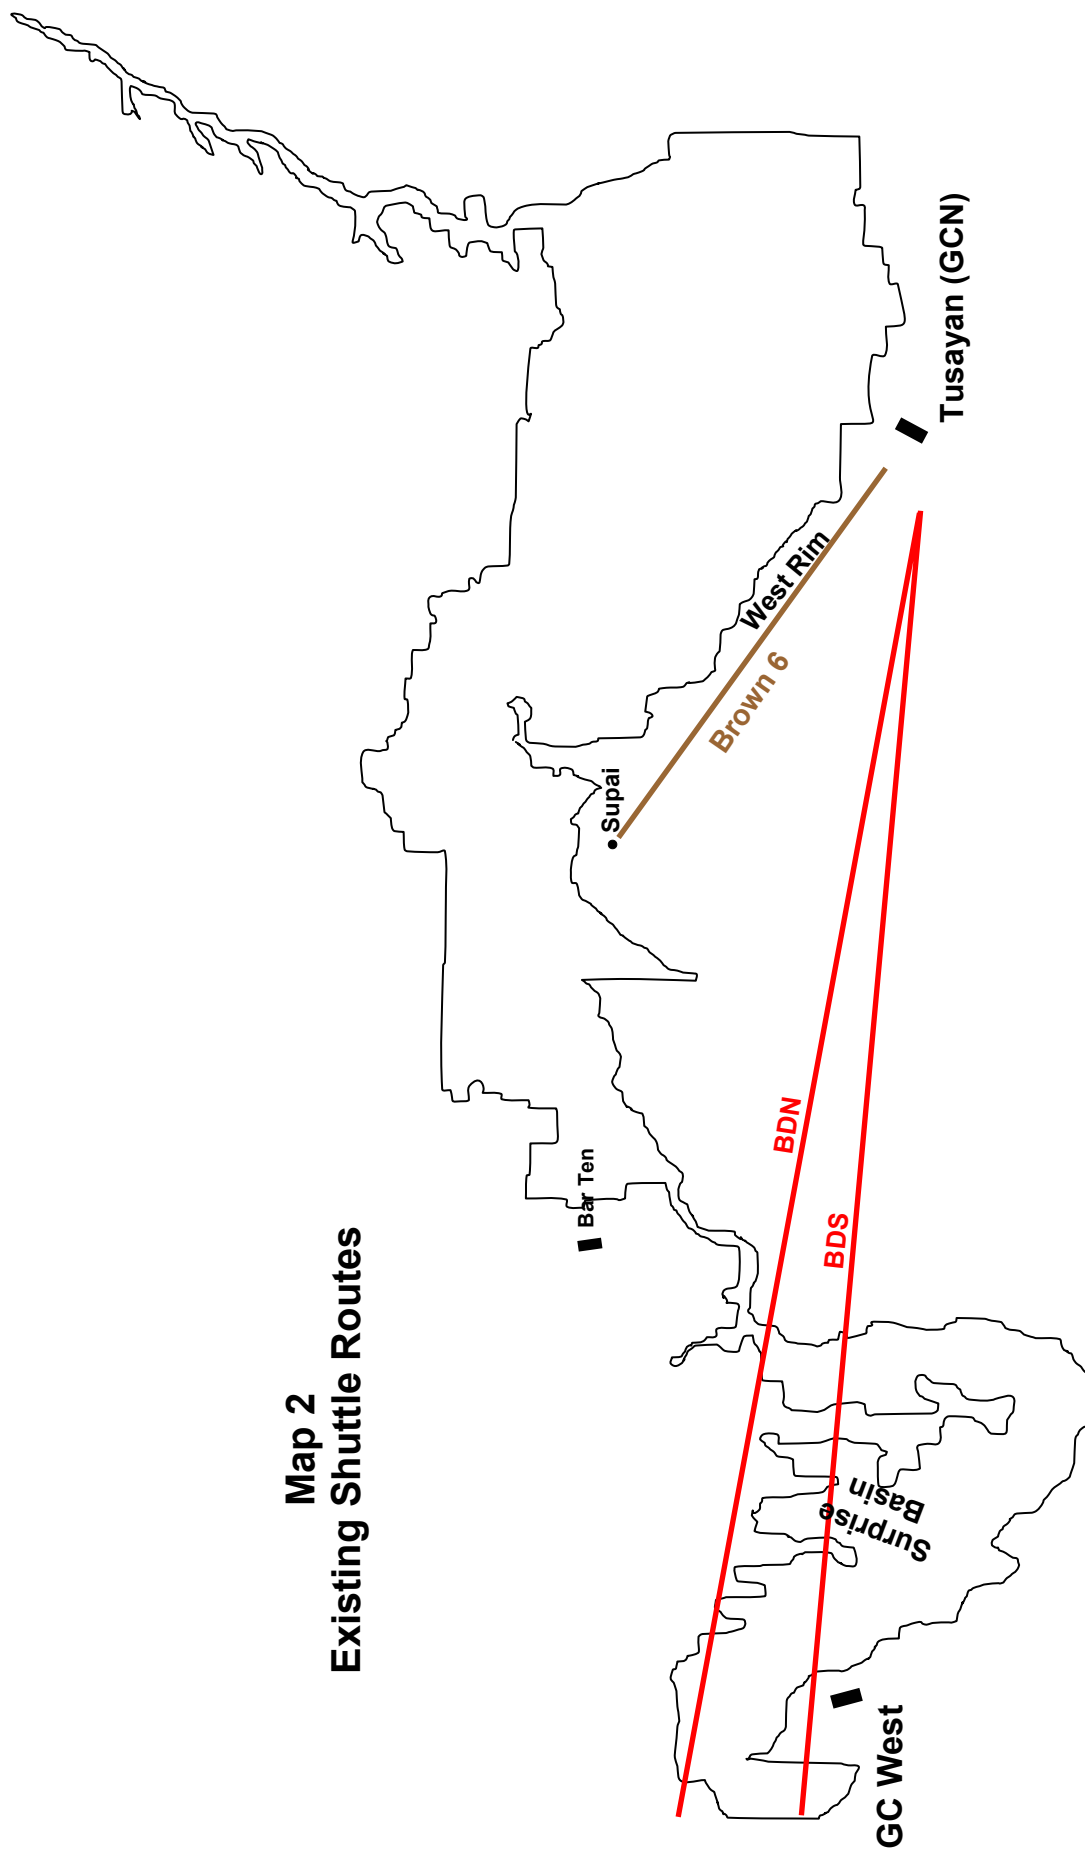 Map 2
Existing Shuttle Routes
Bar Ten
Supai
Brown 6
West Rim
Tusayan (GCN)
BDN
BDS
Surprise
Basin
GC West